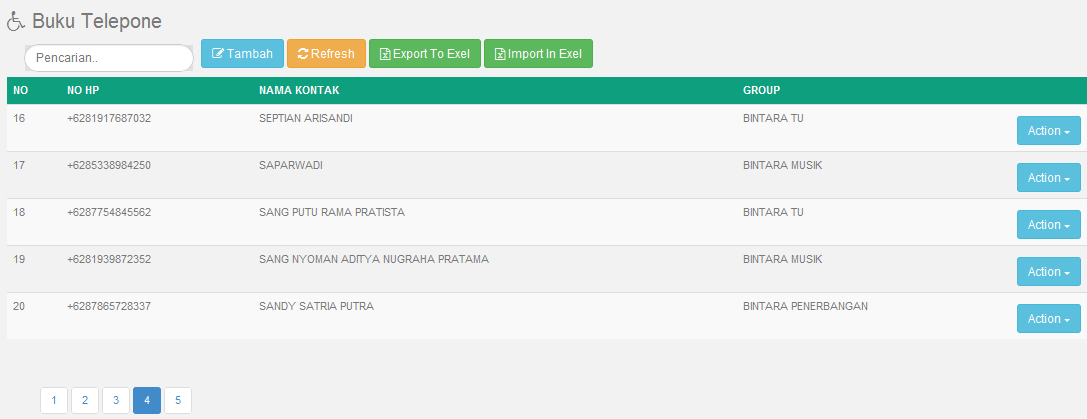 Buku Telepone
Pencarian.. Tambah Refresh Export To Exel Import In Exel
NO NO HP NAMA KONTAK GROUP
16 +6281917687032 SEPTIAN ARISANDI BINTARA TU Action
17 +6285338984250 SAPARWADI BINTARA MUSIK Action
18 +6287754845562 SANG PUTU RAMA PRATISTA BINTARA TU Action
19 +6281939872352 SANG NYOMAN ADITYA NUGRAHA PRATAMA BINTARA MUSIK Action
20 +6287865728337 SANDY SATRIA PUTRA BINTARA PENERBANGAN Action
1 2 3 4 5